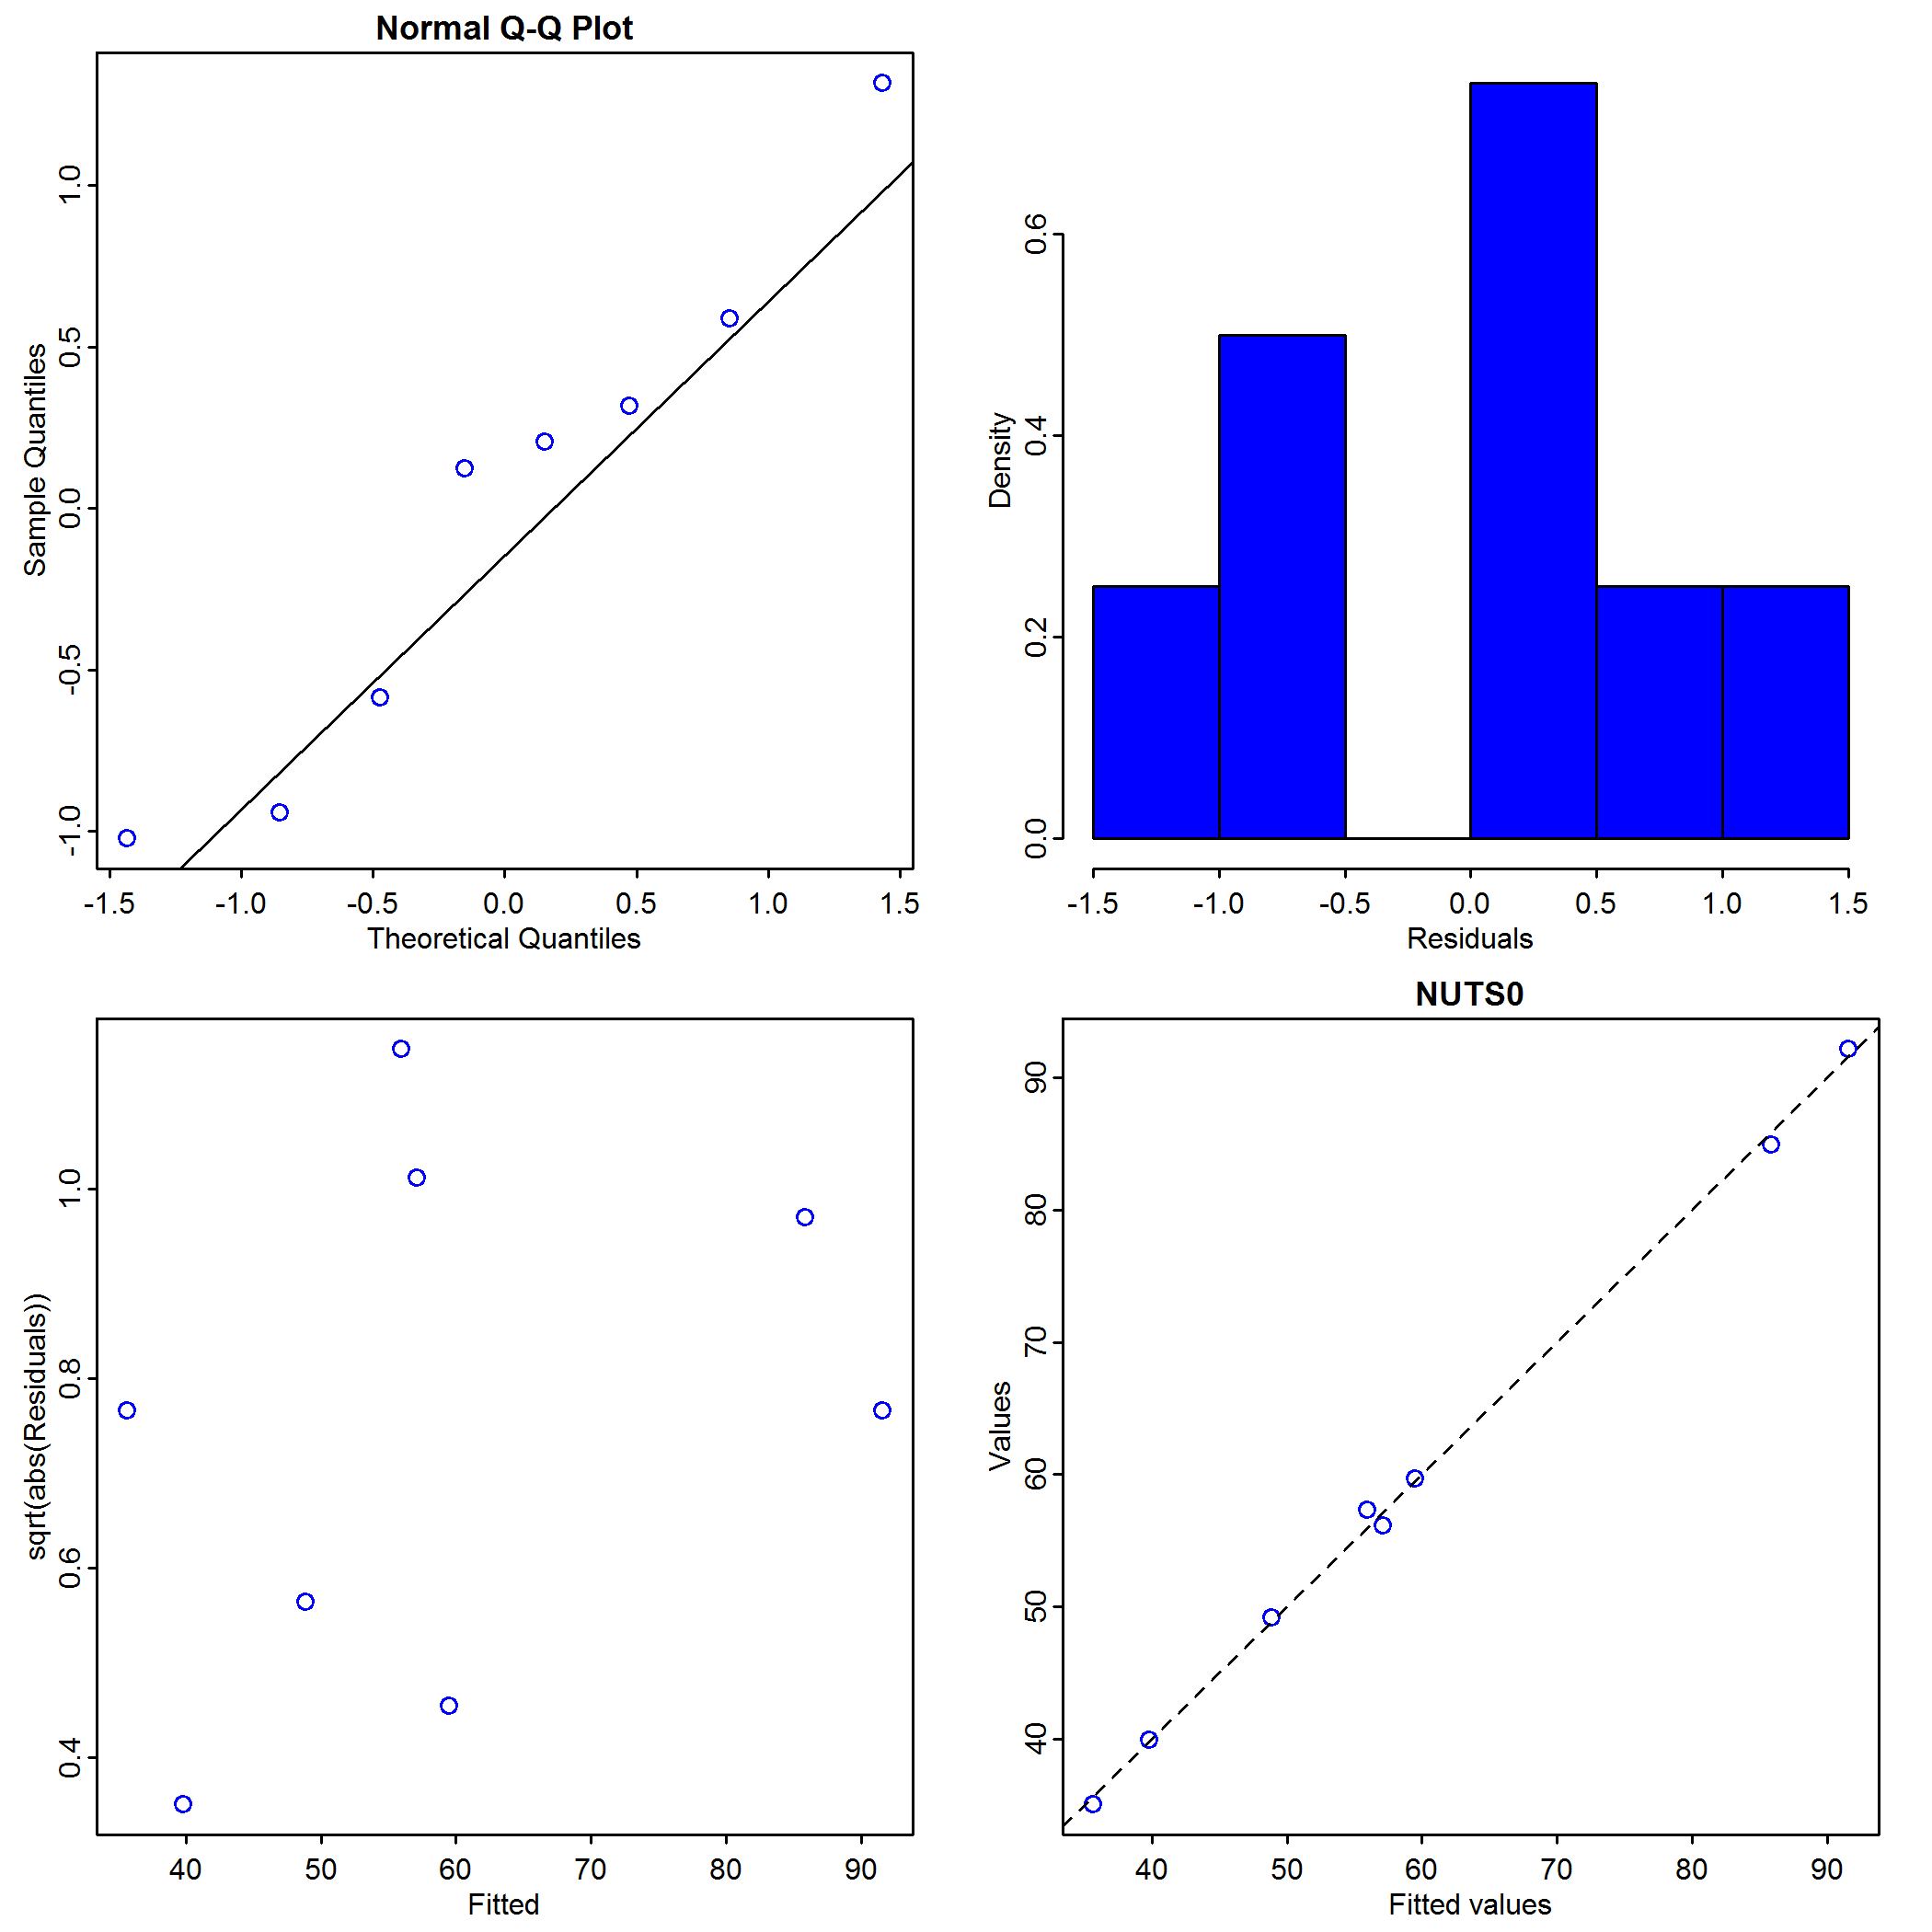 Normal Q-Q Plot
Sample Quantiles
1.0
0.5
0.0
-0.5
-1.0
-1.5 -1.0 -0.5 0.0 0.5 1.0 1.5
Theoretical Quantiles
Density
0.6
0.4
0.2
0.0
-1.5 -1.0 -0.5 0.0 0.5 1.0 1.5
Residuals
sqrt(abs(Residuals))
1.0
0.8
0.6
0.4
40 50 60 70 80 90
Fitted
NUTS0
Values
90
80
70
60
50
40
40 50 60 70 80 90
Fitted values